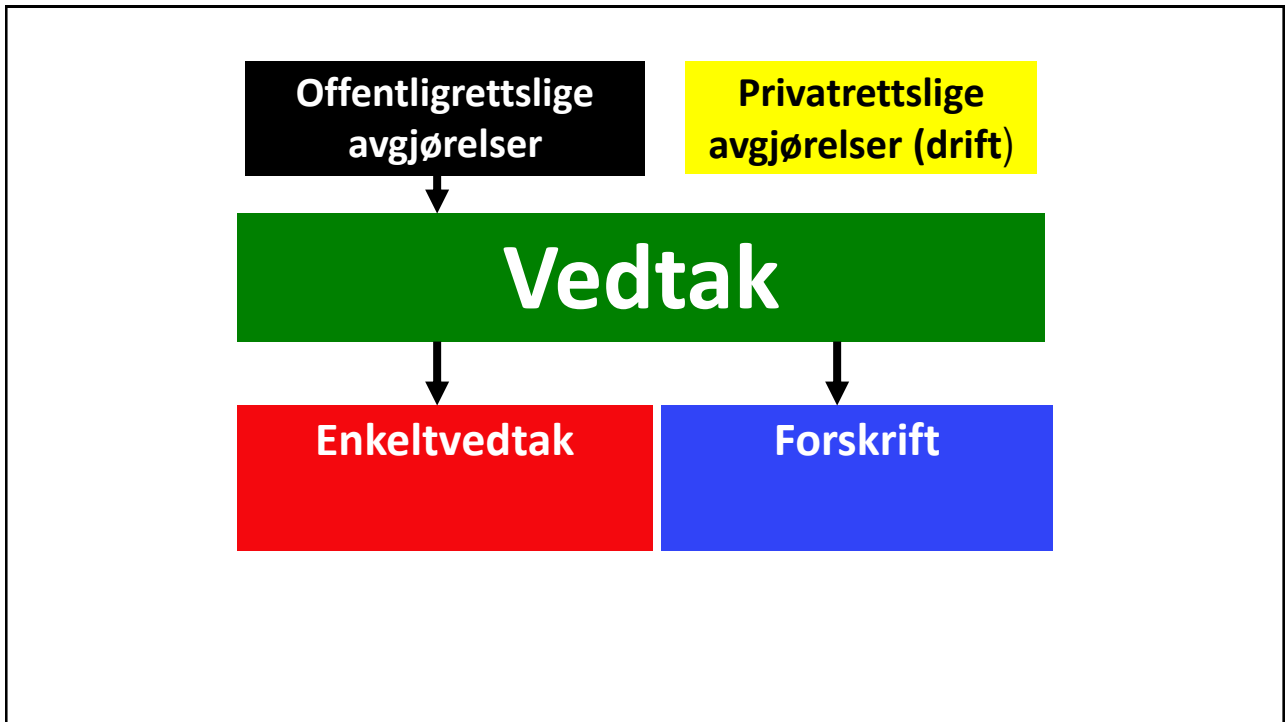 Offentligrettslige
avgjørelser
Privatrettslige
avgjørelser (drift)
Vedtak
Enkeltvedtak
Forskrift